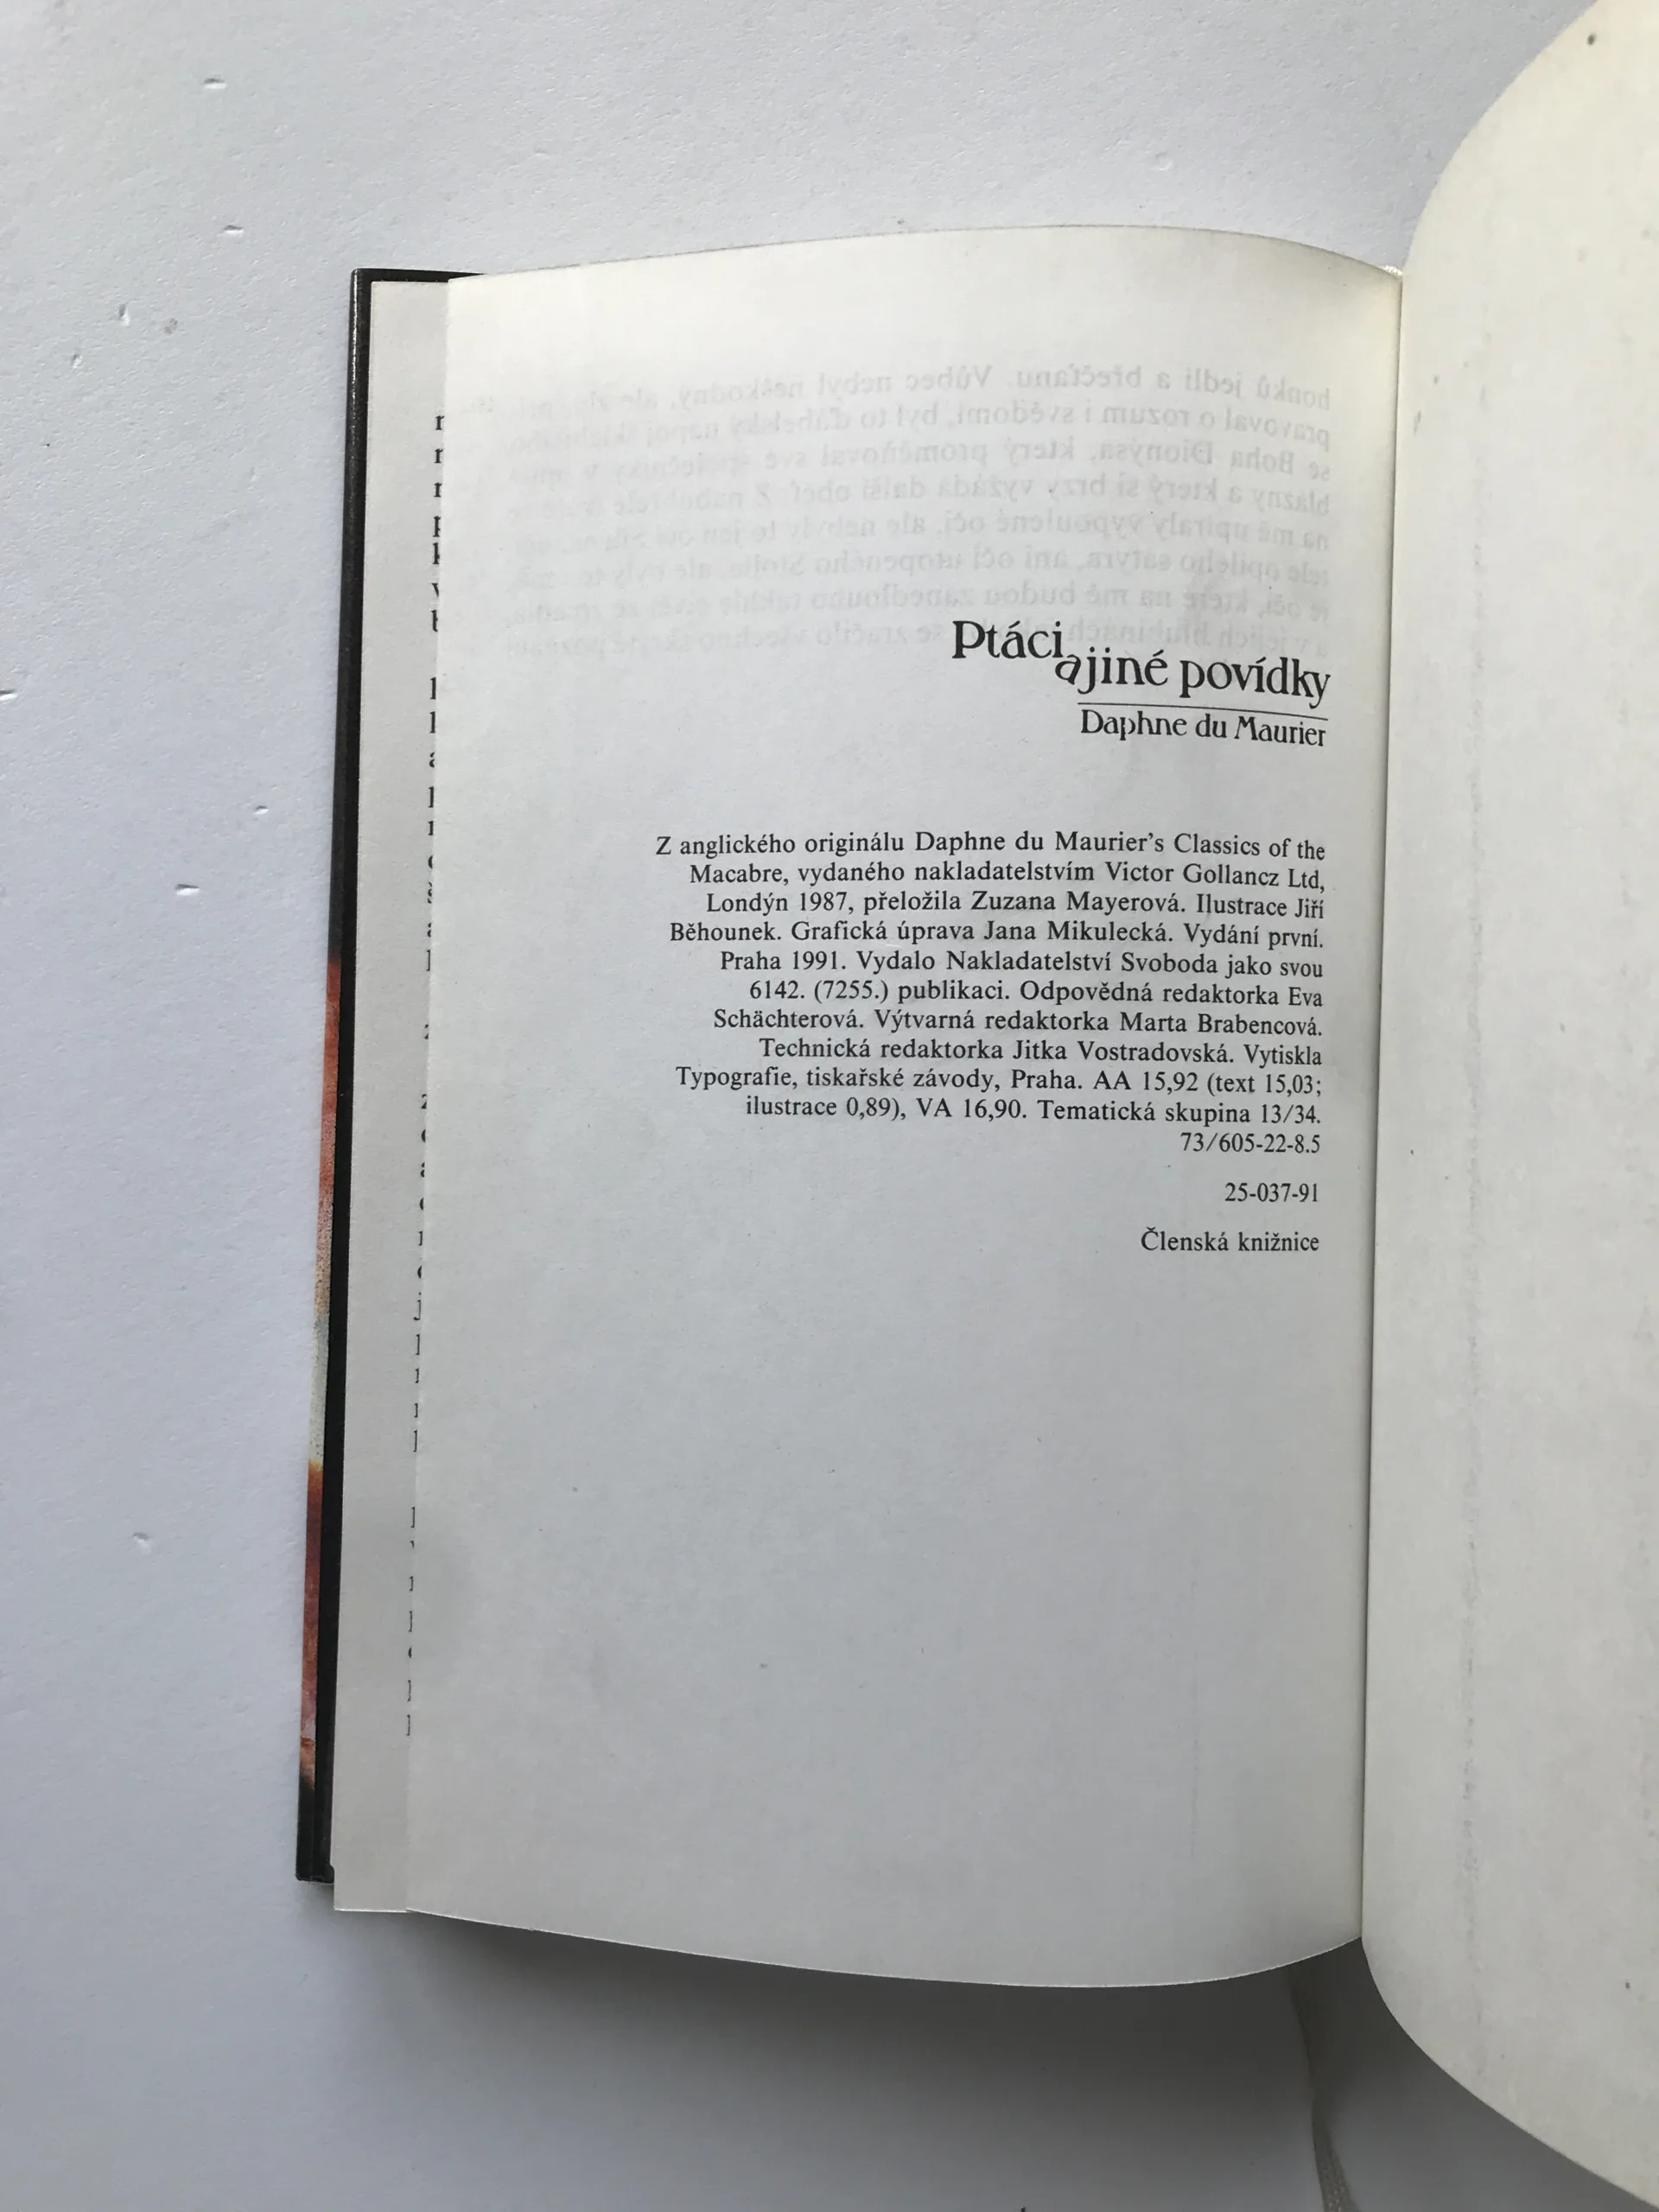 Ptáci
a jiné povídky
Daphne du Maurier
Z anglického originálu Daphne du Maurier's Classics of the
Macabre, vydaného nakladatelstvím Victor Gollancz Ltd,
Londýn 1987, přeložila Zuzana Mayerová. Ilustrace Jiří
Běhounek. Grafická úprava Jana Mikulecká. Vydání první.
Praha 1991. Vydalo Nakladatelství Svoboda jako svou
6142. (7255.) publikaci. Odpovědná redaktorka Eva
Schächterová. Výtvarná redaktorka Marta Brabencová.
Technická redaktorka Jitka Vostradovská. Vytiskla
Typografie, tiskařské závody, Praha. AA 15,92 (text 15,03;
ilustrace 0,89), VA 16,90. Tematická skupina 13/34.
73/605-22-8.5
25-037-91
Členská knižnice